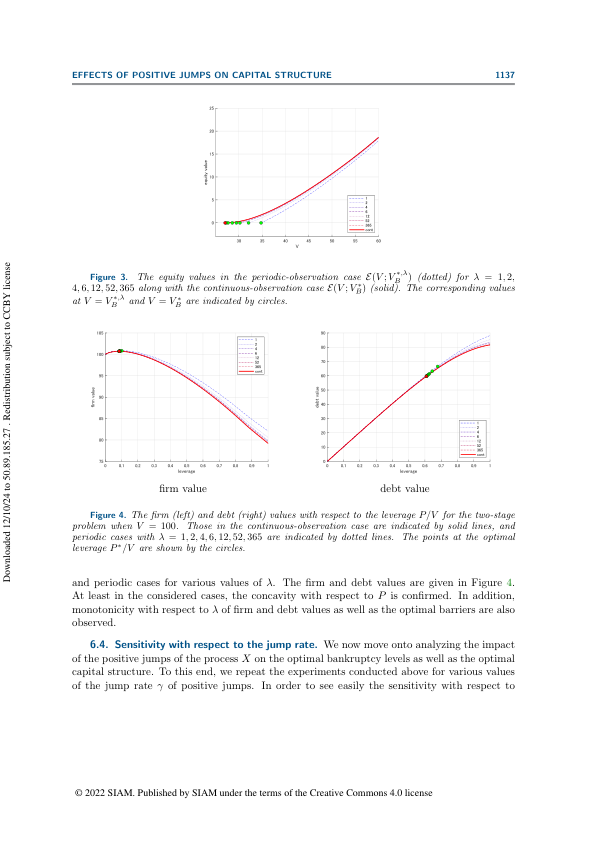 EFFECTS OF POSITIVE JUMPS ON CAPITAL STRUCTURE 1137
25
20
15
10
5
0
equity value
30 35 40 45 50 55 60
V
1
2
4
6
12
52
365
cont
Figure 3. The equity values in the periodic-observation case ℰ(V; V_B^{*,λ}) (dotted) for λ = 1, 2,
4, 6, 12, 52, 365 along with the continuous-observation case ℰ(V; V_B^*) (solid). The corresponding values
at V = V_B^{*,λ} and V = V_B^* are indicated by circles.
105
100
95
90
85
80
75
firm value
0 0.1 0.2 0.3 0.4 0.5 0.6 0.7 0.8 0.9 1
leverage
1
2
4
6
12
52
365
cont
firm value
90
80
70
60
50
40
30
20
10
0
debt value
0 0.1 0.2 0.3 0.4 0.5 0.6 0.7 0.8 0.9 1
leverage
1
2
4
6
12
52
365
cont
debt value
Figure 4. The firm (left) and debt (right) values with respect to the leverage P/V for the two-stage
problem when V = 100. Those in the continuous-observation case are indicated by solid lines, and
periodic cases with λ = 1, 2, 4, 6, 12, 52, 365 are indicated by dotted lines. The points at the optimal
leverage P*/V are shown by the circles.
and periodic cases for various values of λ. The firm and debt values are given in Figure 4.
At least in the considered cases, the concavity with respect to P is confirmed. In addition,
monotonicity with respect to λ of firm and debt values as well as the optimal barriers are also
observed.
6.4. Sensitivity with respect to the jump rate. We now move onto analyzing the impact
of the positive jumps of the process X on the optimal bankruptcy levels as well as the optimal
capital structure. To this end, we repeat the experiments conducted above for various values
of the jump rate γ of positive jumps. In order to see easily the sensitivity with respect to
© 2022 SIAM. Published by SIAM under the terms of the Creative Commons 4.0 license
Downloaded 12/10/24 to 50.89.185.27 . Redistribution subject to CCBY license